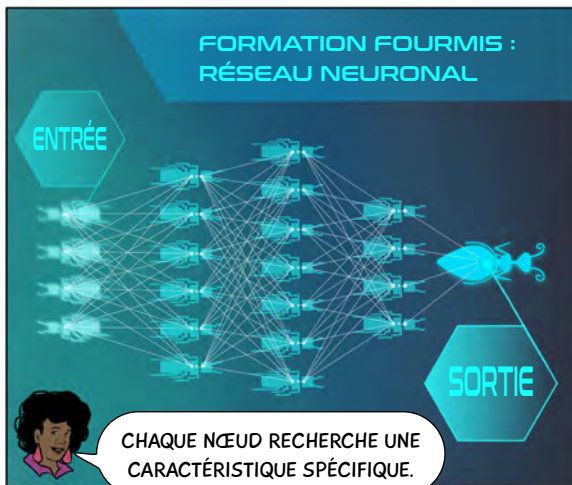 FORMATION FOURMIS :
RÉSEAU NEURONAL
ENTRÉE
SORTIE
CHAQUE NŒUD RECHERCHE UNE
CARACTÉRISTIQUE SPÉCIFIQUE.